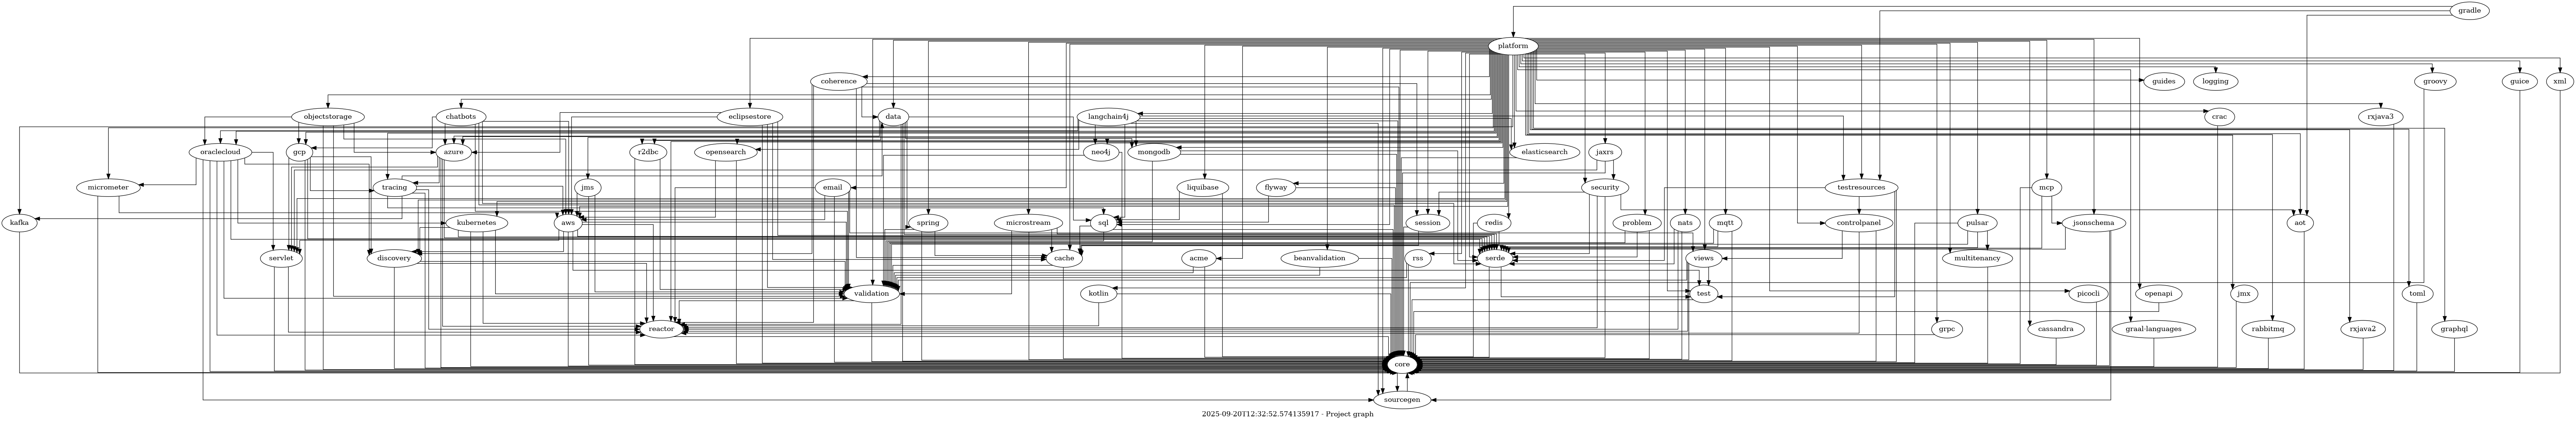 gradle
platform
coherence
guides
logging
groovy
guice
xml
objectstorage
chatbots
eclipsestore
data
langchain4j
crac
rxjava3
oraclecloud
gcp
azure
r2dbc
opensearch
neo4j
mongodb
elasticsearch
jaxrs
micrometer
tracing
jms
email
liquibase
flyway
security
testresources
mcp
kafka
kubernetes
aws
spring
microstream
sql
session
redis
problem
nats
mqtt
controlpanel
pulsar
jsonschema
aot
servlet
discovery
cache
acme
beanvalidation
rss
serde
views
multitenancy
validation
kotlin
test
picocli
openapi
jmx
toml
reactor
grpc
cassandra
graal-languages
rabbitmq
rxjava2
graphql
core
sourcegen
2025-09-20T12:32:52.574135917 - Project graph